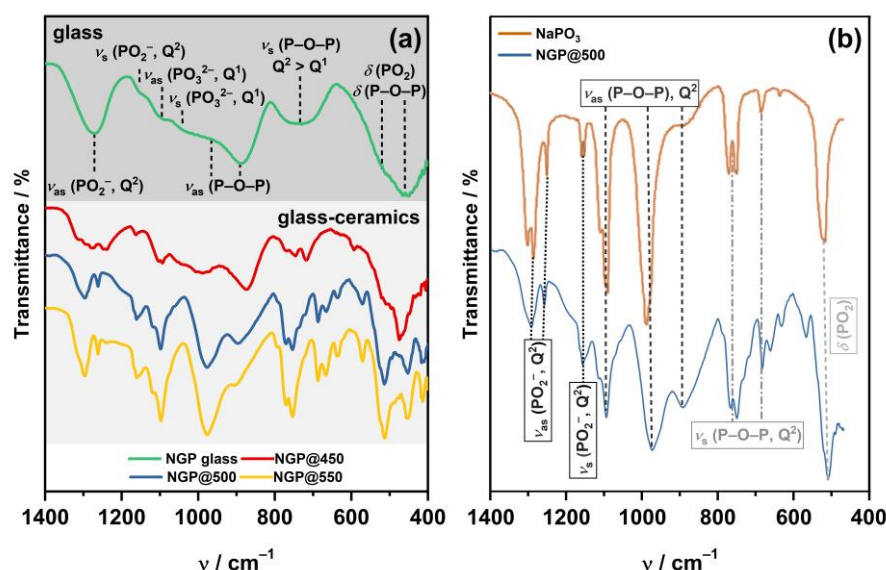 glass
(a)
νs (PO2−, Q2)
νas (PO32−, Q1)
νs (PO32−, Q1)
νs (P–O–P)
Q2 > Q1
δ (PO2)
δ (P–O–P)
νas (PO2−, Q2)
νas (P–O–P)
glass-ceramics
NGP glass
NGP@450
NGP@500
NGP@550
Transmittance / %
1400
1200
1000
800
600
400
ν / cm−1
NaPO3
NGP@500
(b)
νas (P–O–P), Q2
νas (PO2−, Q2)
νs (PO2−, Q2)
νs (P–O–P, Q2)
δ (PO2)
Transmittance / %
1400
1200
1000
800
600
400
ν / cm−1